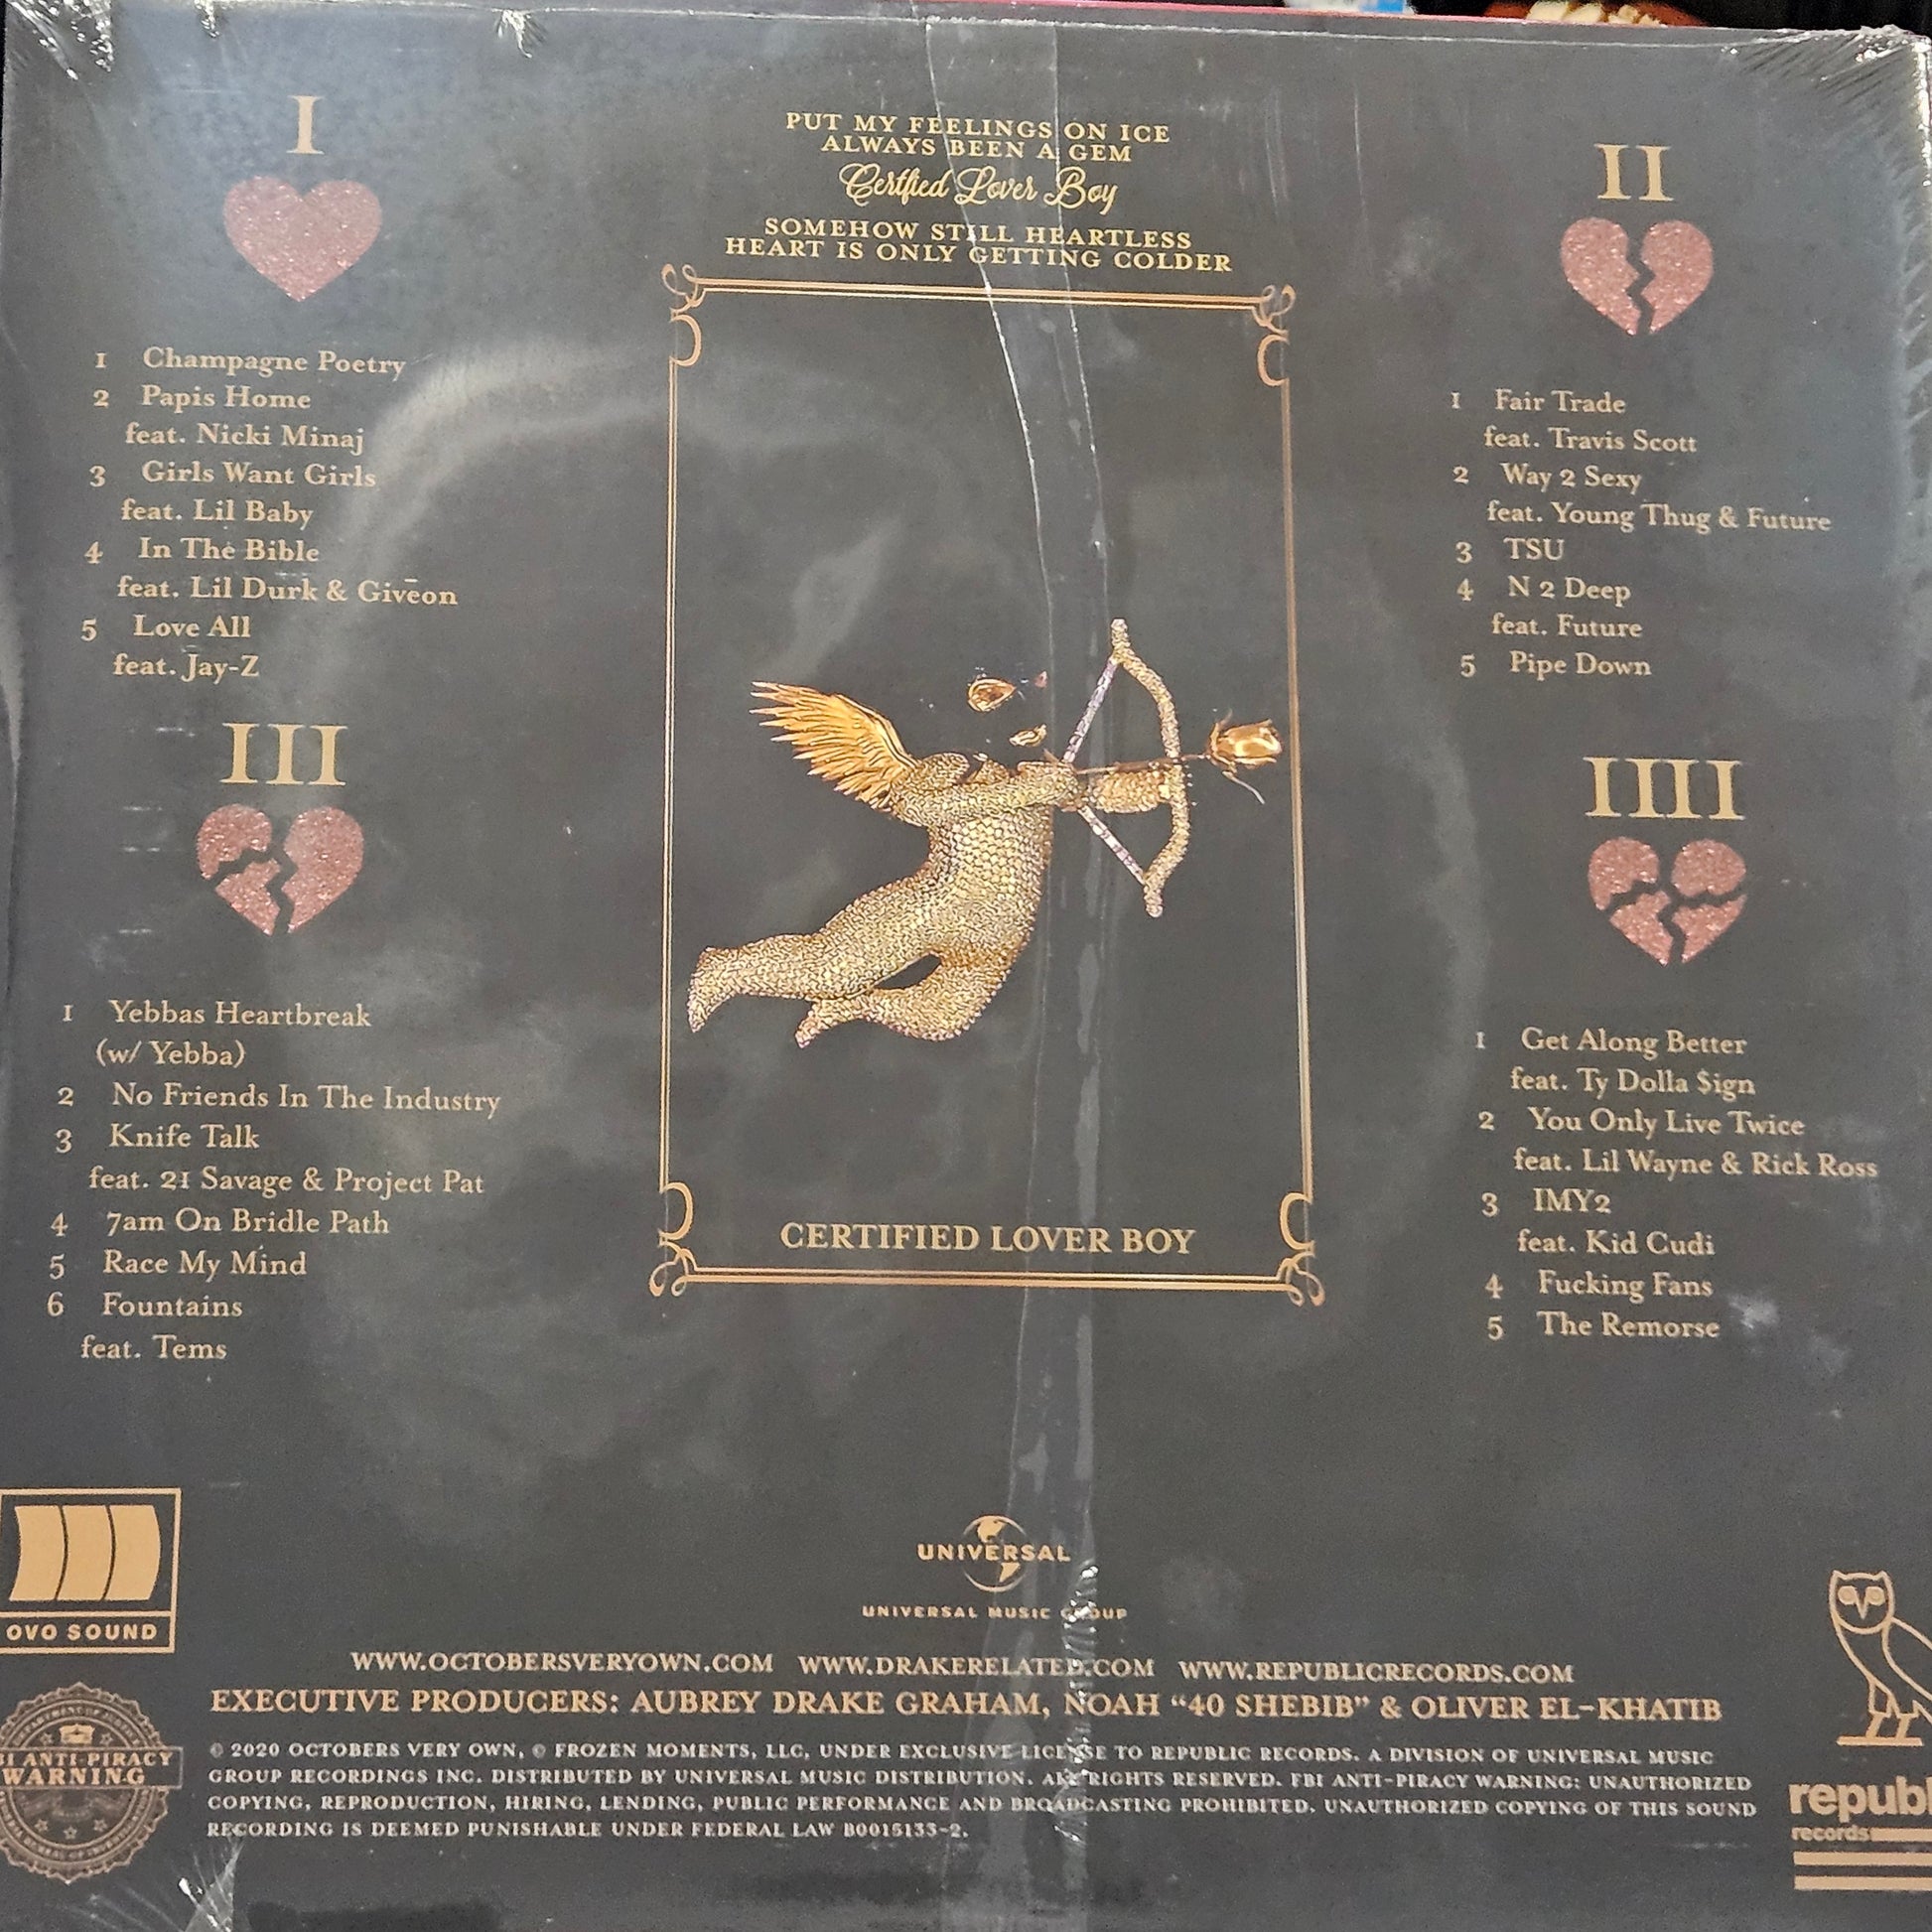 PUT MY FEELINGS ON ICE
ALWAYS BEEN A GEM
Certfied Lover Boy
SOMEHOW STILL HEARTLESS
HEART IS ONLY GETTING COLDER
I
1 Champagne Poetry
2 Papis Home
feat. Nicki Minaj
3 Girls Want Girls
feat. Lil Baby
4 In The Bible
feat. Lil Durk & Givēon
5 Love All
feat. Jay-Z
II
1 Fair Trade
feat. Travis Scott
2 Way 2 Sexy
feat. Young Thug & Future
3 TSU
4 N 2 Deep
feat. Future
5 Pipe Down
III
1 Yebbas Heartbreak
(w/ Yebba)
2 No Friends In The Industry
3 Knife Talk
feat. 21 Savage & Project Pat
4 7am On Bridle Path
5 Race My Mind
6 Fountains
feat. Tems
IIII
1 Get Along Better
feat. Ty Dolla $ign
2 You Only Live Twice
feat. Lil Wayne & Rick Ross
3 IMY2
feat. Kid Cudi
4 Fucking Fans
5 The Remorse
CERTIFIED LOVER BOY
OVO SOUND
UNIVERSAL
UNIVERSAL MUSIC GROUP
WWW.OCTOBERSVERYOWN.COM WWW.DRAKERELATED.COM WWW.REPUBLICRECORDS.COM
EXECUTIVE PRODUCERS: AUBREY DRAKE GRAHAM, NOAH “40 SHEBIB” & OLIVER EL-KHATIB
© 2020 OCTOBERS VERY OWN, © FROZEN MOMENTS, LLC, UNDER EXCLUSIVE LICENSE TO REPUBLIC RECORDS. A DIVISION OF UNIVERSAL MUSIC
GROUP RECORDINGS INC. DISTRIBUTED BY UNIVERSAL MUSIC DISTRIBUTION. ALL RIGHTS RESERVED. FBI ANTI-PIRACY WARNING: UNAUTHORIZED
COPYING, REPRODUCTION, HIRING, LENDING, PUBLIC PERFORMANCE AND BROADCASTING PROHIBITED. UNAUTHORIZED COPYING OF THIS SOUND
RECORDING IS DEEMED PUNISHABLE UNDER FEDERAL LAW B0015133-2.
BI ANTI-PIRACY
WARNING
republ
records